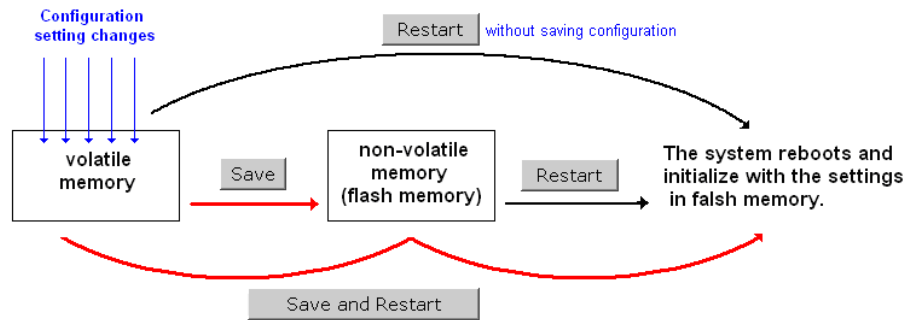 Configuration
setting changes
Restart without saving configuration
volatile
memory
Save
non-volatile
memory
(flash memory)
Restart
The system reboots and
initialize with the settings
in falsh memory.
Save and Restart